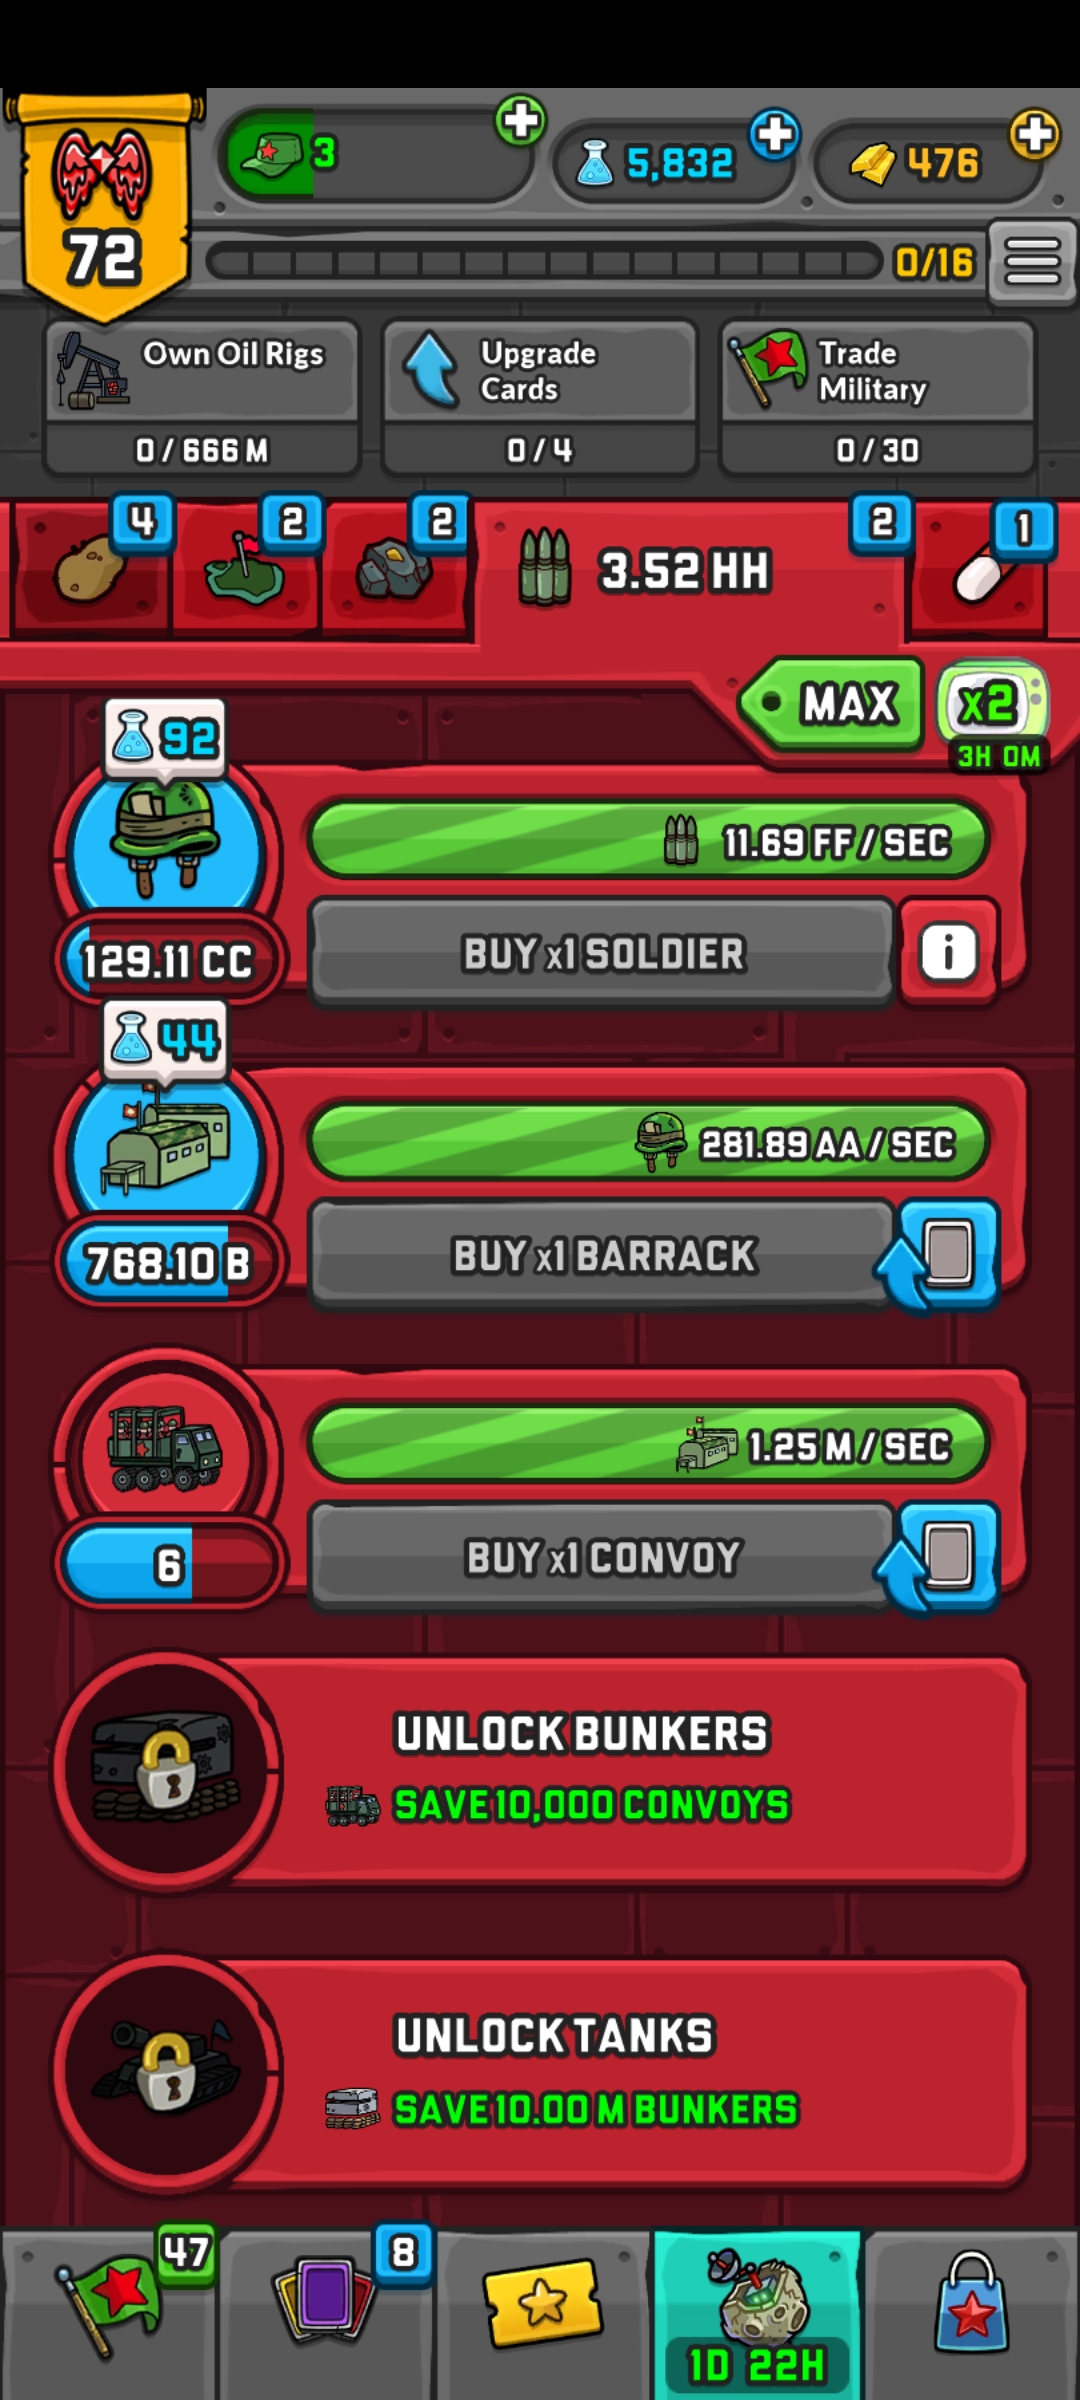 3
5,832
476
72
0/16
Own Oil Rigs
0 / 666 M
Upgrade
Cards
0 / 4
Trade
Military
0 / 30
4
2
2
3.52 HH
2
1
MAX
x2
3H 0M
92
11.69 FF / SEC
129.11 CC
BUY x1 SOLDIER
i
44
281.89 AA / SEC
768.10 B
BUY x1 BARRACK
1.25 M / SEC
6
BUY x1 CONVOY
UNLOCK BUNKERS
SAVE 10,000 CONVOYS
UNLOCK TANKS
SAVE 10.00 M BUNKERS
47
8
1D 22H